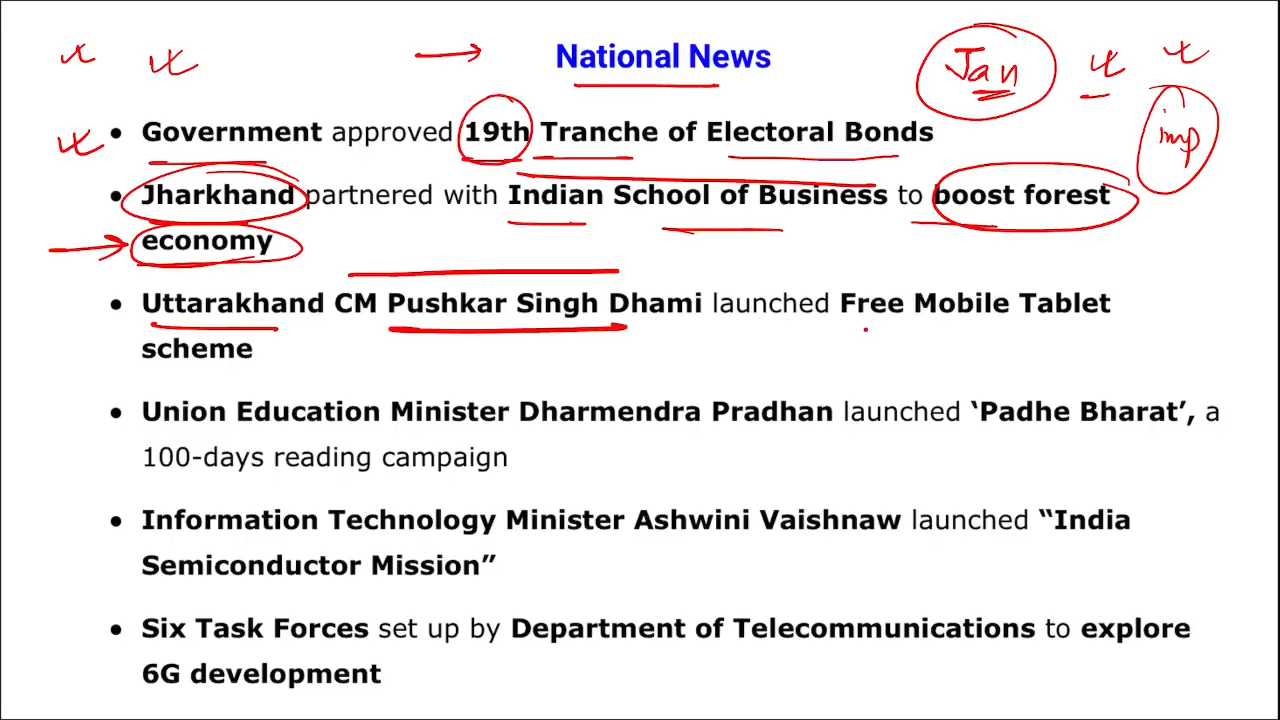 National News
Jan
imp
• Government approved 19th Tranche of Electoral Bonds
• Jharkhand partnered with Indian School of Business to boost forest
economy
• Uttarakhand CM Pushkar Singh Dhami launched Free Mobile Tablet
scheme
• Union Education Minister Dharmendra Pradhan launched ‘Padhe Bharat’, a
100-days reading campaign
• Information Technology Minister Ashwini Vaishnaw launched “India
Semiconductor Mission”
• Six Task Forces set up by Department of Telecommunications to explore
6G development